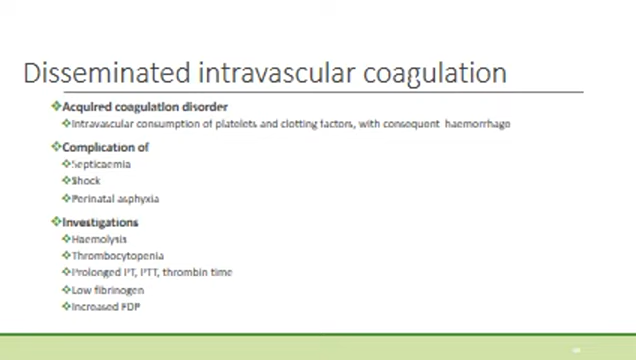 Disseminated intravascular coagulation
Acquired coagulation disorder
Intravascular consumption of platelets and clotting factors, with consequent haemorrhage
Complication of
Septicaemia
Shock
Perinatal asphyxia
Investigations
Haemolysis
Thrombocytopenia
Prolonged PT, PTT, thrombin time
Low fibrinogen
Increased FDP